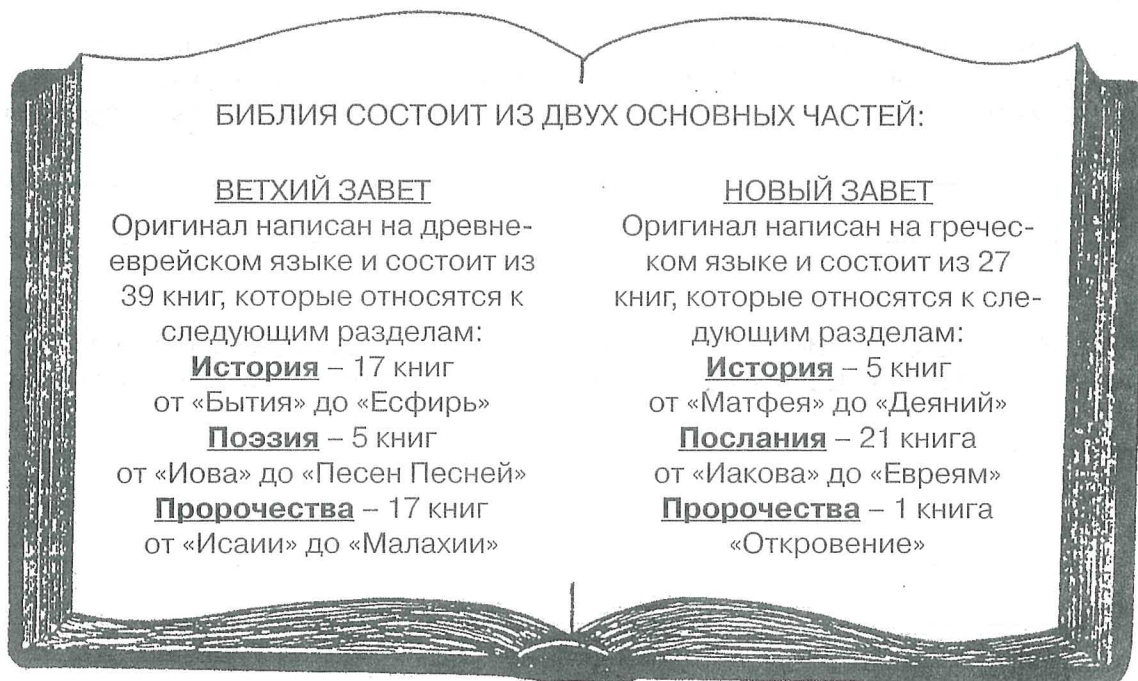 БИБЛИЯ СОСТОИТ ИЗ ДВУХ ОСНОВНЫХ ЧАСТЕЙ:
ВЕТХИЙ ЗАВЕТ
Оригинал написан на древне-
еврейском языке и состоит из
39 книг, которые относятся к
следующим разделам:
История – 17 книг
от «Бытия» до «Есфирь»
Поэзия – 5 книг
от «Иова» до «Песен Песней»
Пророчества – 17 книг
от «Исаии» до «Малахии»
НОВЫЙ ЗАВЕТ
Оригинал написан на гречес-
ком языке и состоит из 27
книг, которые относятся к сле-
дующим разделам:
История – 5 книг
от «Матфея» до «Деяний»
Послания – 21 книга
от «Иакова» до «Евреям»
Пророчества – 1 книга
«Откровение»